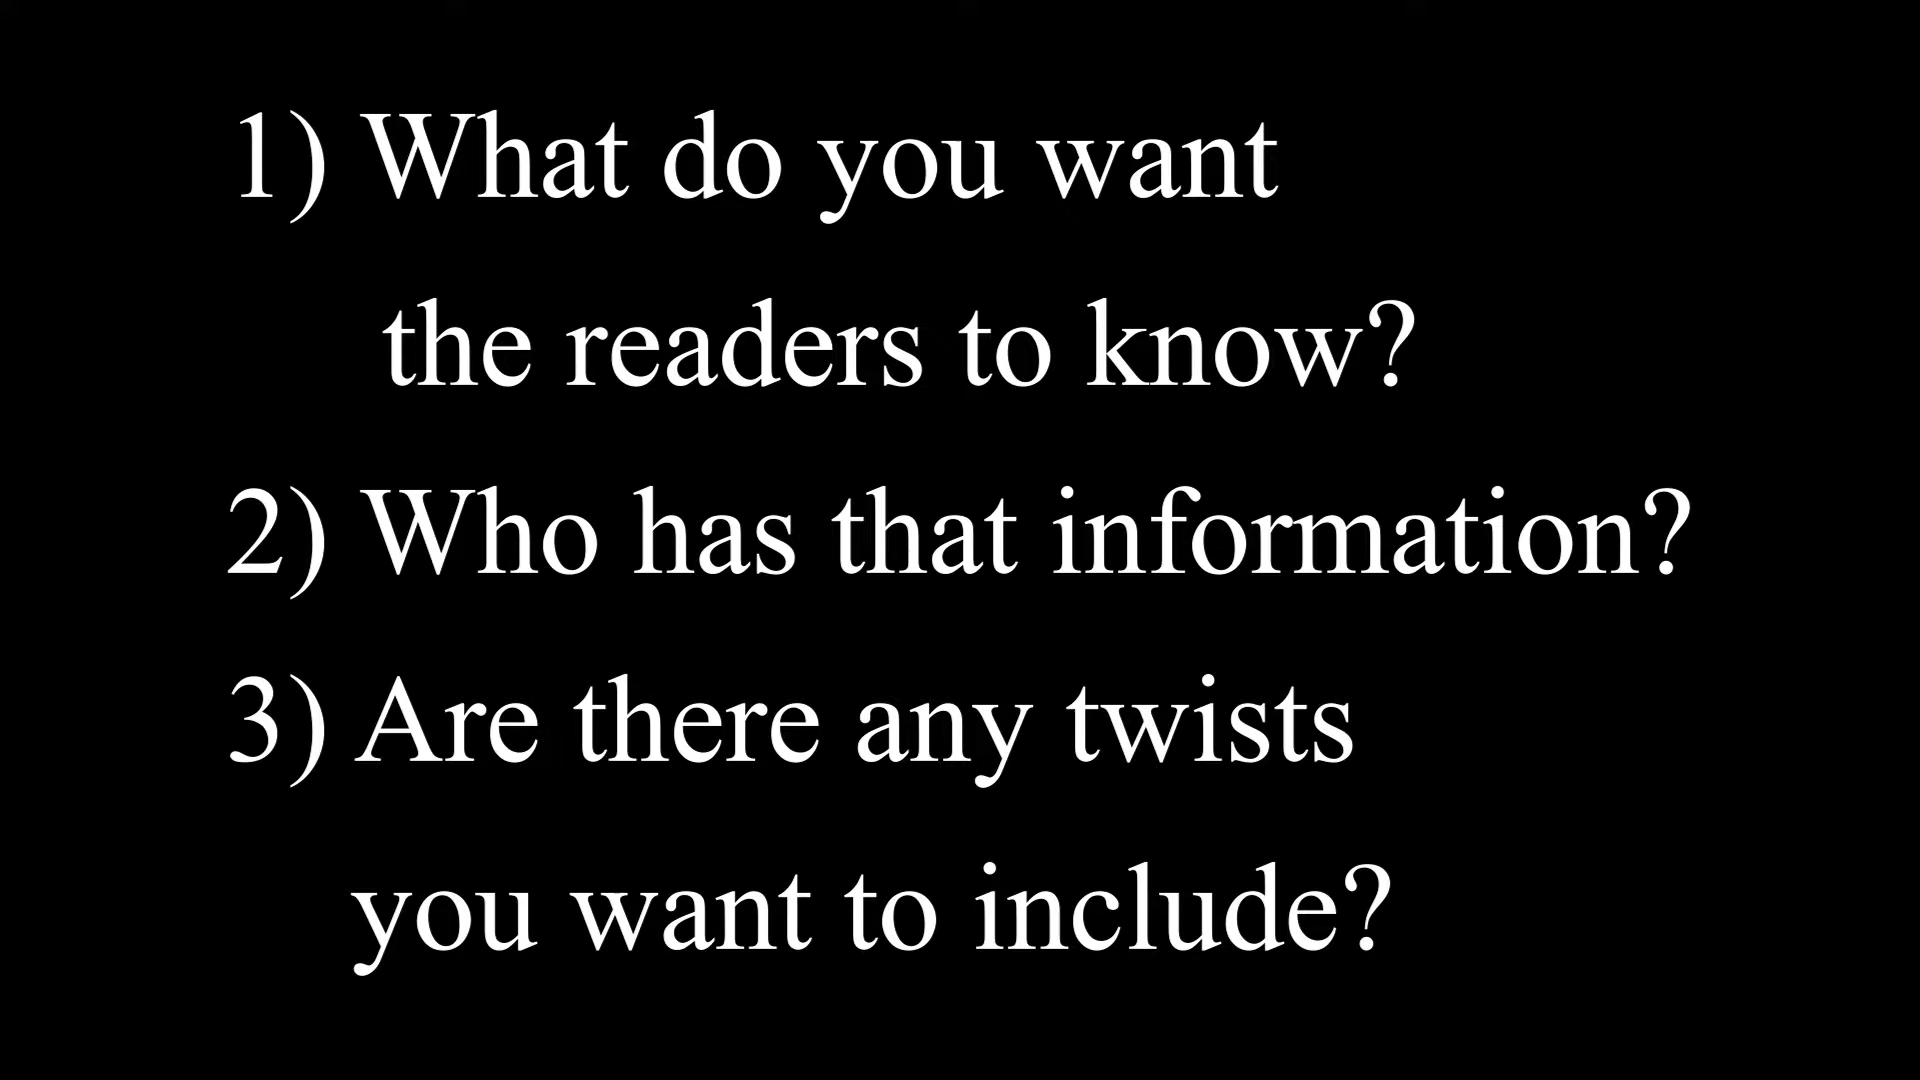 1) What do you want
the readers to know?
2) Who has that information?
3) Are there any twists
you want to include?